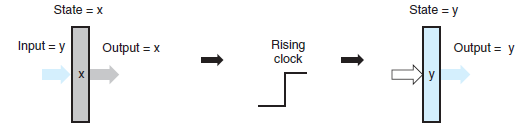 State = x
State = y
Input = y
Output = x
Rising
clock
Output = y
x
y